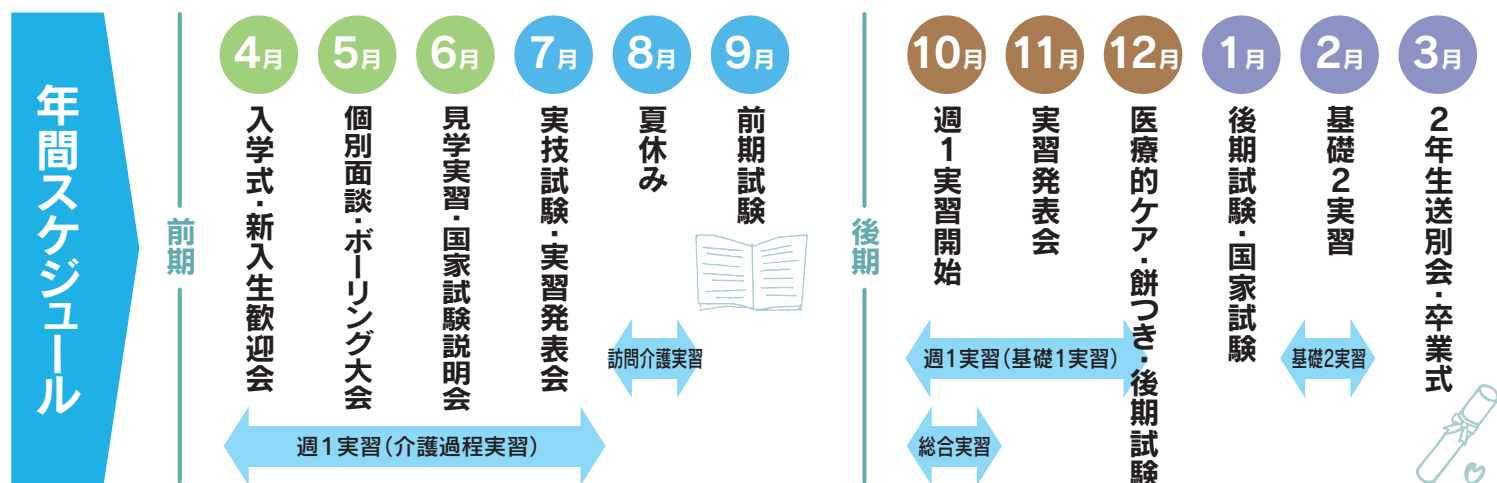 年間スケジュール
前期
4月
入学式・新入生歓迎会
5月
個別面談・ボーリング大会
6月
見学実習・国家試験説明会
7月
実技試験・実習発表会
8月
夏休み
9月
前期試験
訪問介護実習
週1実習(介護過程実習)
後期
10月
週1実習開始
11月
実習発表会
12月
医療的ケア・餅つき・後期試験
1月
後期試験・国家試験
2月
基礎2実習
3月
2年生送別会・卒業式
週1実習(基礎1実習)
基礎2実習
総合実習